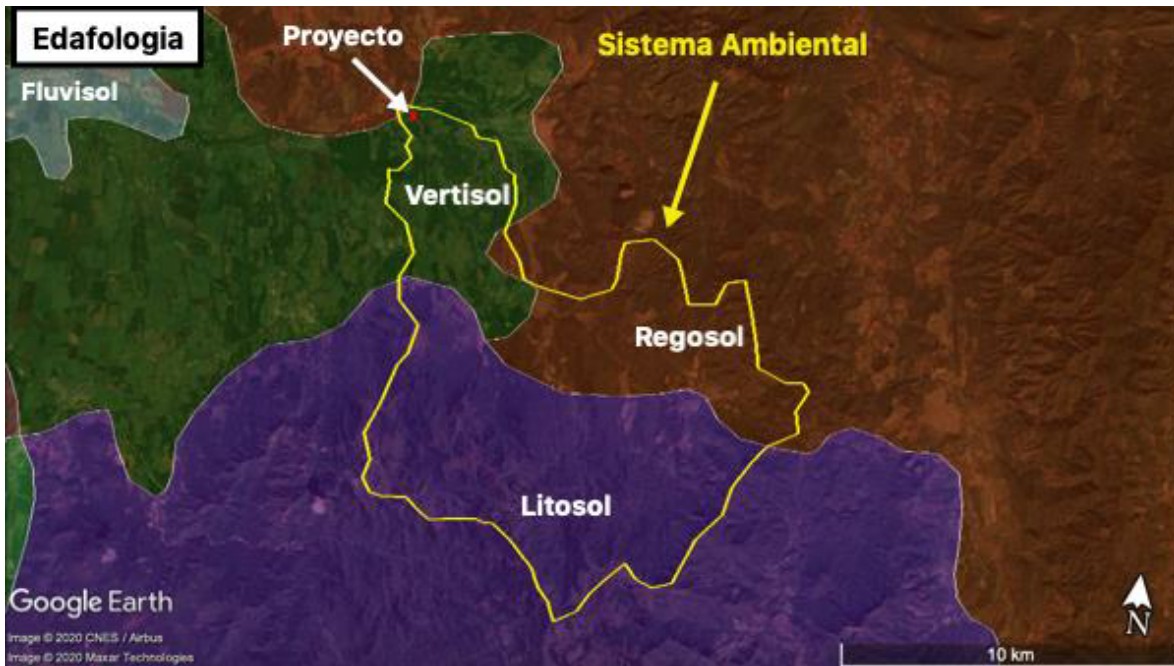 Edafologia
Proyecto
Sistema Ambiental
Fluvisol
Vertisol
Regosol
Litosol
Google Earth
Image © 2020 CNES / Airbus
Image © 2020 Maxar Technologies
N
10 km